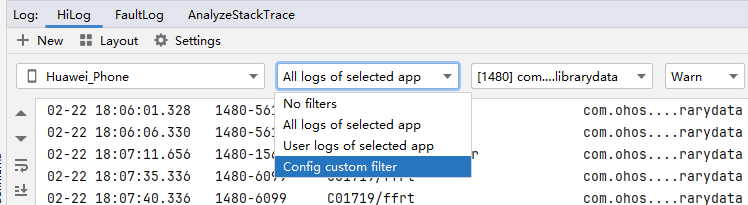 Log: HiLog FaultLog AnalyzeStackTrace
New Layout Settings
Huawei_Phone All logs of selected app [1480] com....librarydata Warn
No filters
All logs of selected app
User logs of selected app
Config custom filter
02-22 18:06:01.328 1480-561 com.ohos....rarydata
02-22 18:06:06.330 1480-561 com.ohos....rarydata
02-22 18:07:11.656 1480-156 r com.ohos....rarydata
02-22 18:07:35.336 1480-6099 C01719/ffrt com.ohos....rarydata
02-22 18:07:40.336 1480-6099 C01719/ffrt com.ohos....rarydata